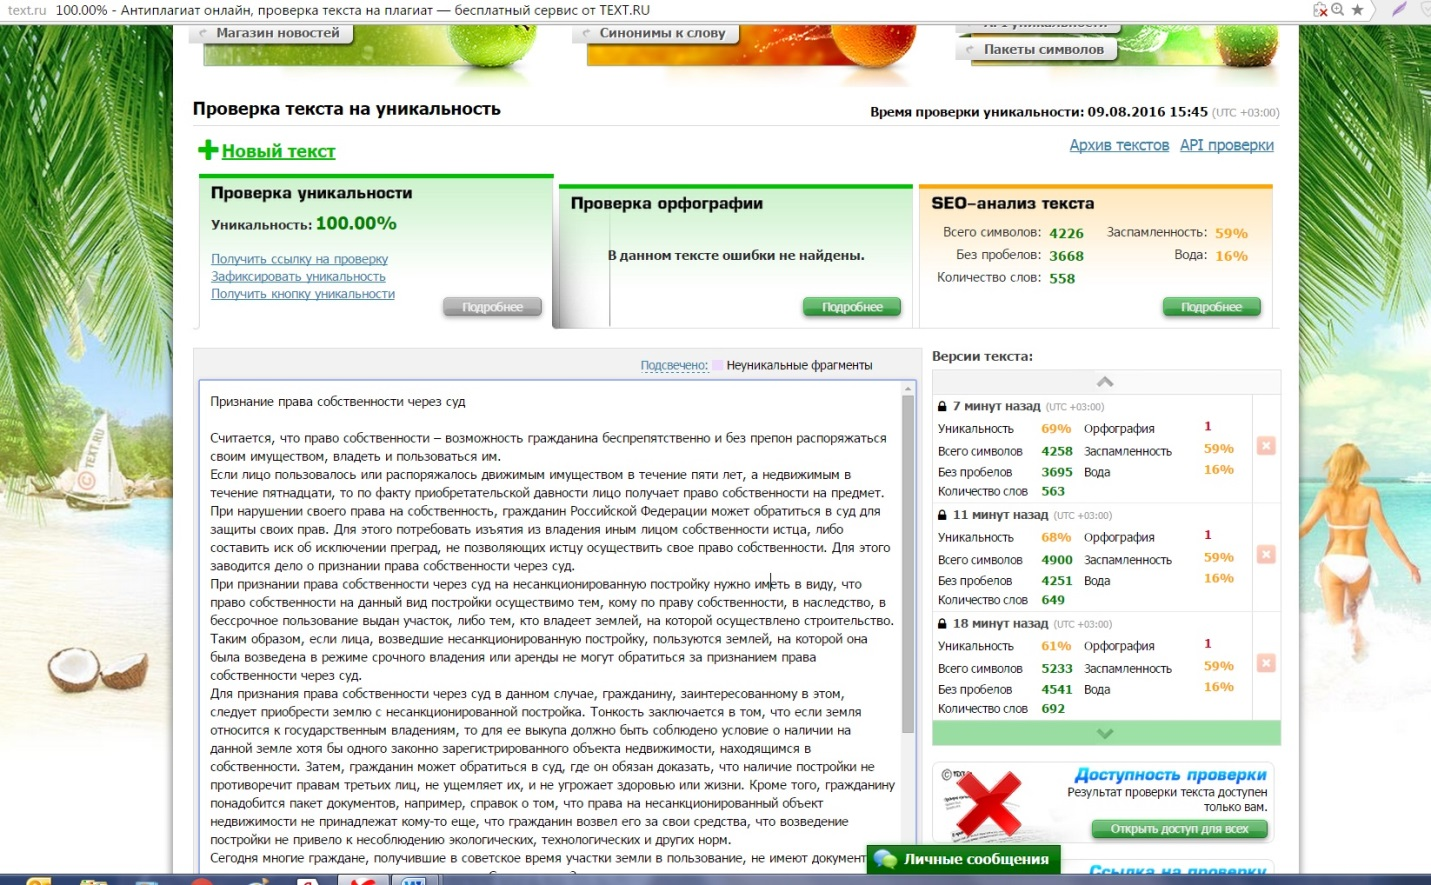 text.ru 100.00% - Антиплагиат онлайн, проверка текста на плагиат — бесплатный сервис от TEXT.RU
Магазин новостей
Синонимы к слову
API уникальности
Пакеты символов
Проверка текста на уникальность
Время проверки уникальности: 09.08.2016 15:45 (UTC +03:00)
Новый текст
Архив текстов API проверки
Проверка уникальности
Уникальность: 100.00%
Получить ссылку на проверку
Зафиксировать уникальность
Получить кнопку уникальности
Подробнее
Проверка орфографии
В данном тексте ошибки не найдены.
Подробнее
SEO-анализ текста
Всего символов: 4226 Заспамленность: 59%
Без пробелов: 3668 Вода: 16%
Количество слов: 558
Подробнее
Подсвечено: Неуникальные фрагменты
Признание права собственности через суд
Считается, что право собственности – возможность гражданина беспрепятственно и без препон распоряжаться
своим имуществом, владеть и пользоваться им.
Если лицо пользовалось или распоряжалось движимым имуществом в течение пяти лет, а недвижимым в
течение пятнадцати, то по факту приобретательской давности лицо получает право собственности на предмет.
При нарушении своего права на собственность, гражданин Российской Федерации может обратиться в суд для
защиты своих прав. Для этого потребовать изъятия из владения иным лицом собственности истца, либо
составить иск об исключении преград, не позволяющих истцу осуществить свое право собственности. Для этого
заводится дело о признании права собственности через суд.
При признании права собственности через суд на несанкционированную постройку нужно иметь в виду, что
право собственности на данный вид постройки осуществимо тем, кому по праву собственности, в наследство, в
бессрочное пользование выдан участок, либо тем, кто владеет землей, на которой осуществлено строительство.
Таким образом, если лица, возведшие несанкционированную постройку, пользуются землей, на которой она
была возведена в режиме срочного владения или аренды не могут обратиться за признанием права
собственности через суд.
Для признания права собственности через суд в данном случае, гражданину, заинтересованному в этом,
следует приобрести землю с несанкционированной постройка. Тонкость заключается в том, что если земля
относится к государственным владениям, то для ее выкупа должно быть соблюдено условие о наличии на
данной земле хотя бы одного законно зарегистрированного объекта недвижимости, находящимся в
собственности. Затем, гражданин может обратиться в суд, где он обязан доказать, что наличие постройки не
противоречит правам третьих лиц, не ущемляет их, и не угрожает здоровью или жизни. Кроме того, гражданину
понадобится пакет документов, например, справок о том, что права на несанкционированный объект
недвижимости не принадлежат кому-то еще, что гражданин возвел его за свои средства, что возведение
постройки не привело к несоблюдению экологических, технологических и других норм.
Сегодня многие граждане, получившие в советское время участки земли в пользование, не имеют документ
Версии текста:
7 минут назад (UTC +03:00)
Уникальность 69% Орфография 1
Всего символов 4258 Заспамленность 59%
Без пробелов 3695 Вода 16%
Количество слов 563
11 минут назад (UTC +03:00)
Уникальность 68% Орфография 1
Всего символов 4900 Заспамленность 59%
Без пробелов 4251 Вода 16%
Количество слов 649
18 минут назад (UTC +03:00)
Уникальность 61% Орфография 1
Всего символов 5233 Заспамленность 59%
Без пробелов 4541 Вода 16%
Количество слов 692
Доступность проверки
Результат проверки текста доступен
только вам.
Открыть доступ для всех
Личные сообщения
Ссылка на проверку
© TEXT.RU